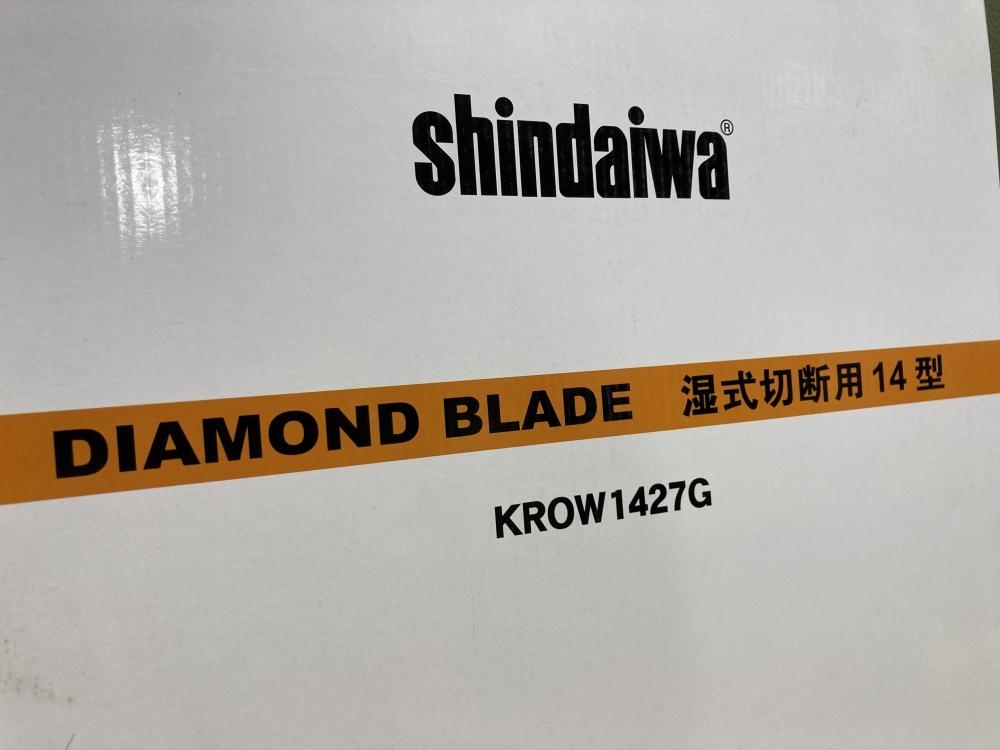 shindaiwa®
DIAMOND BLADE 湿式切断用14型
KROW1427G